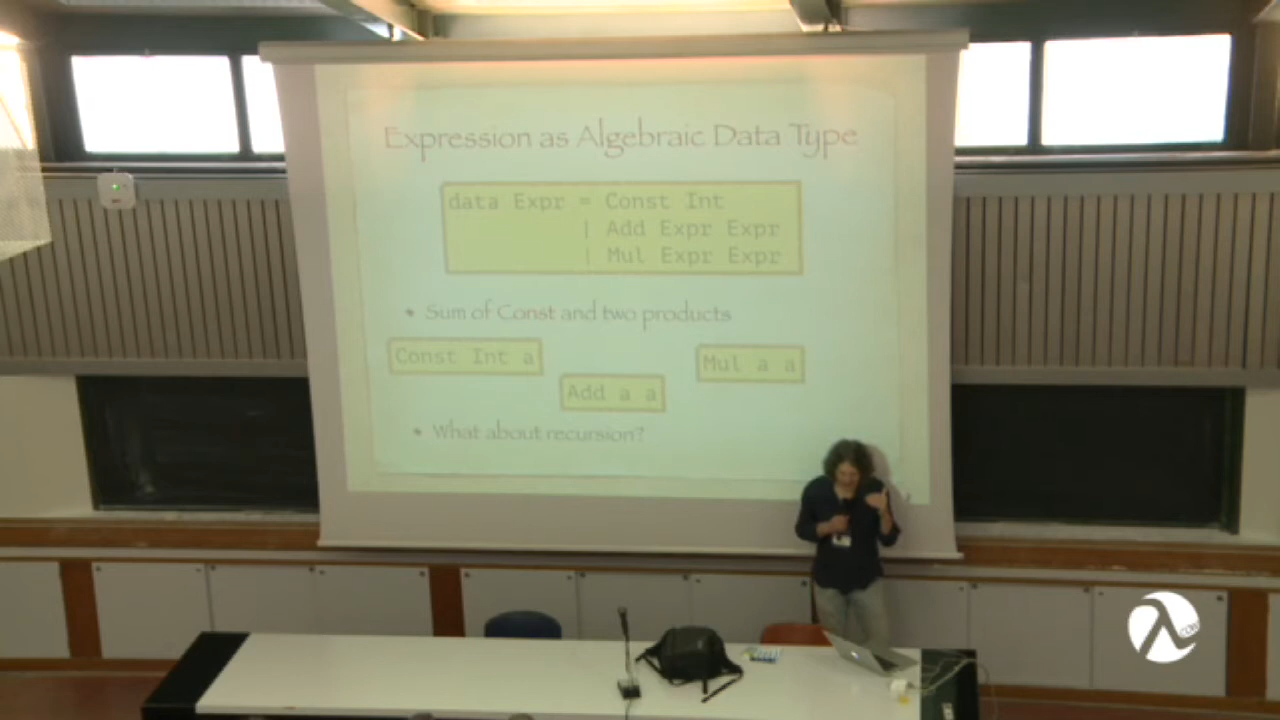 Expression as Algebraic Data Type
data Expr = Const Int
| Add Expr Expr
| Mul Expr Expr
• Sum of Const and two products
Const Int a
Mul a a
Add a a
• What about recursion?
λ CON